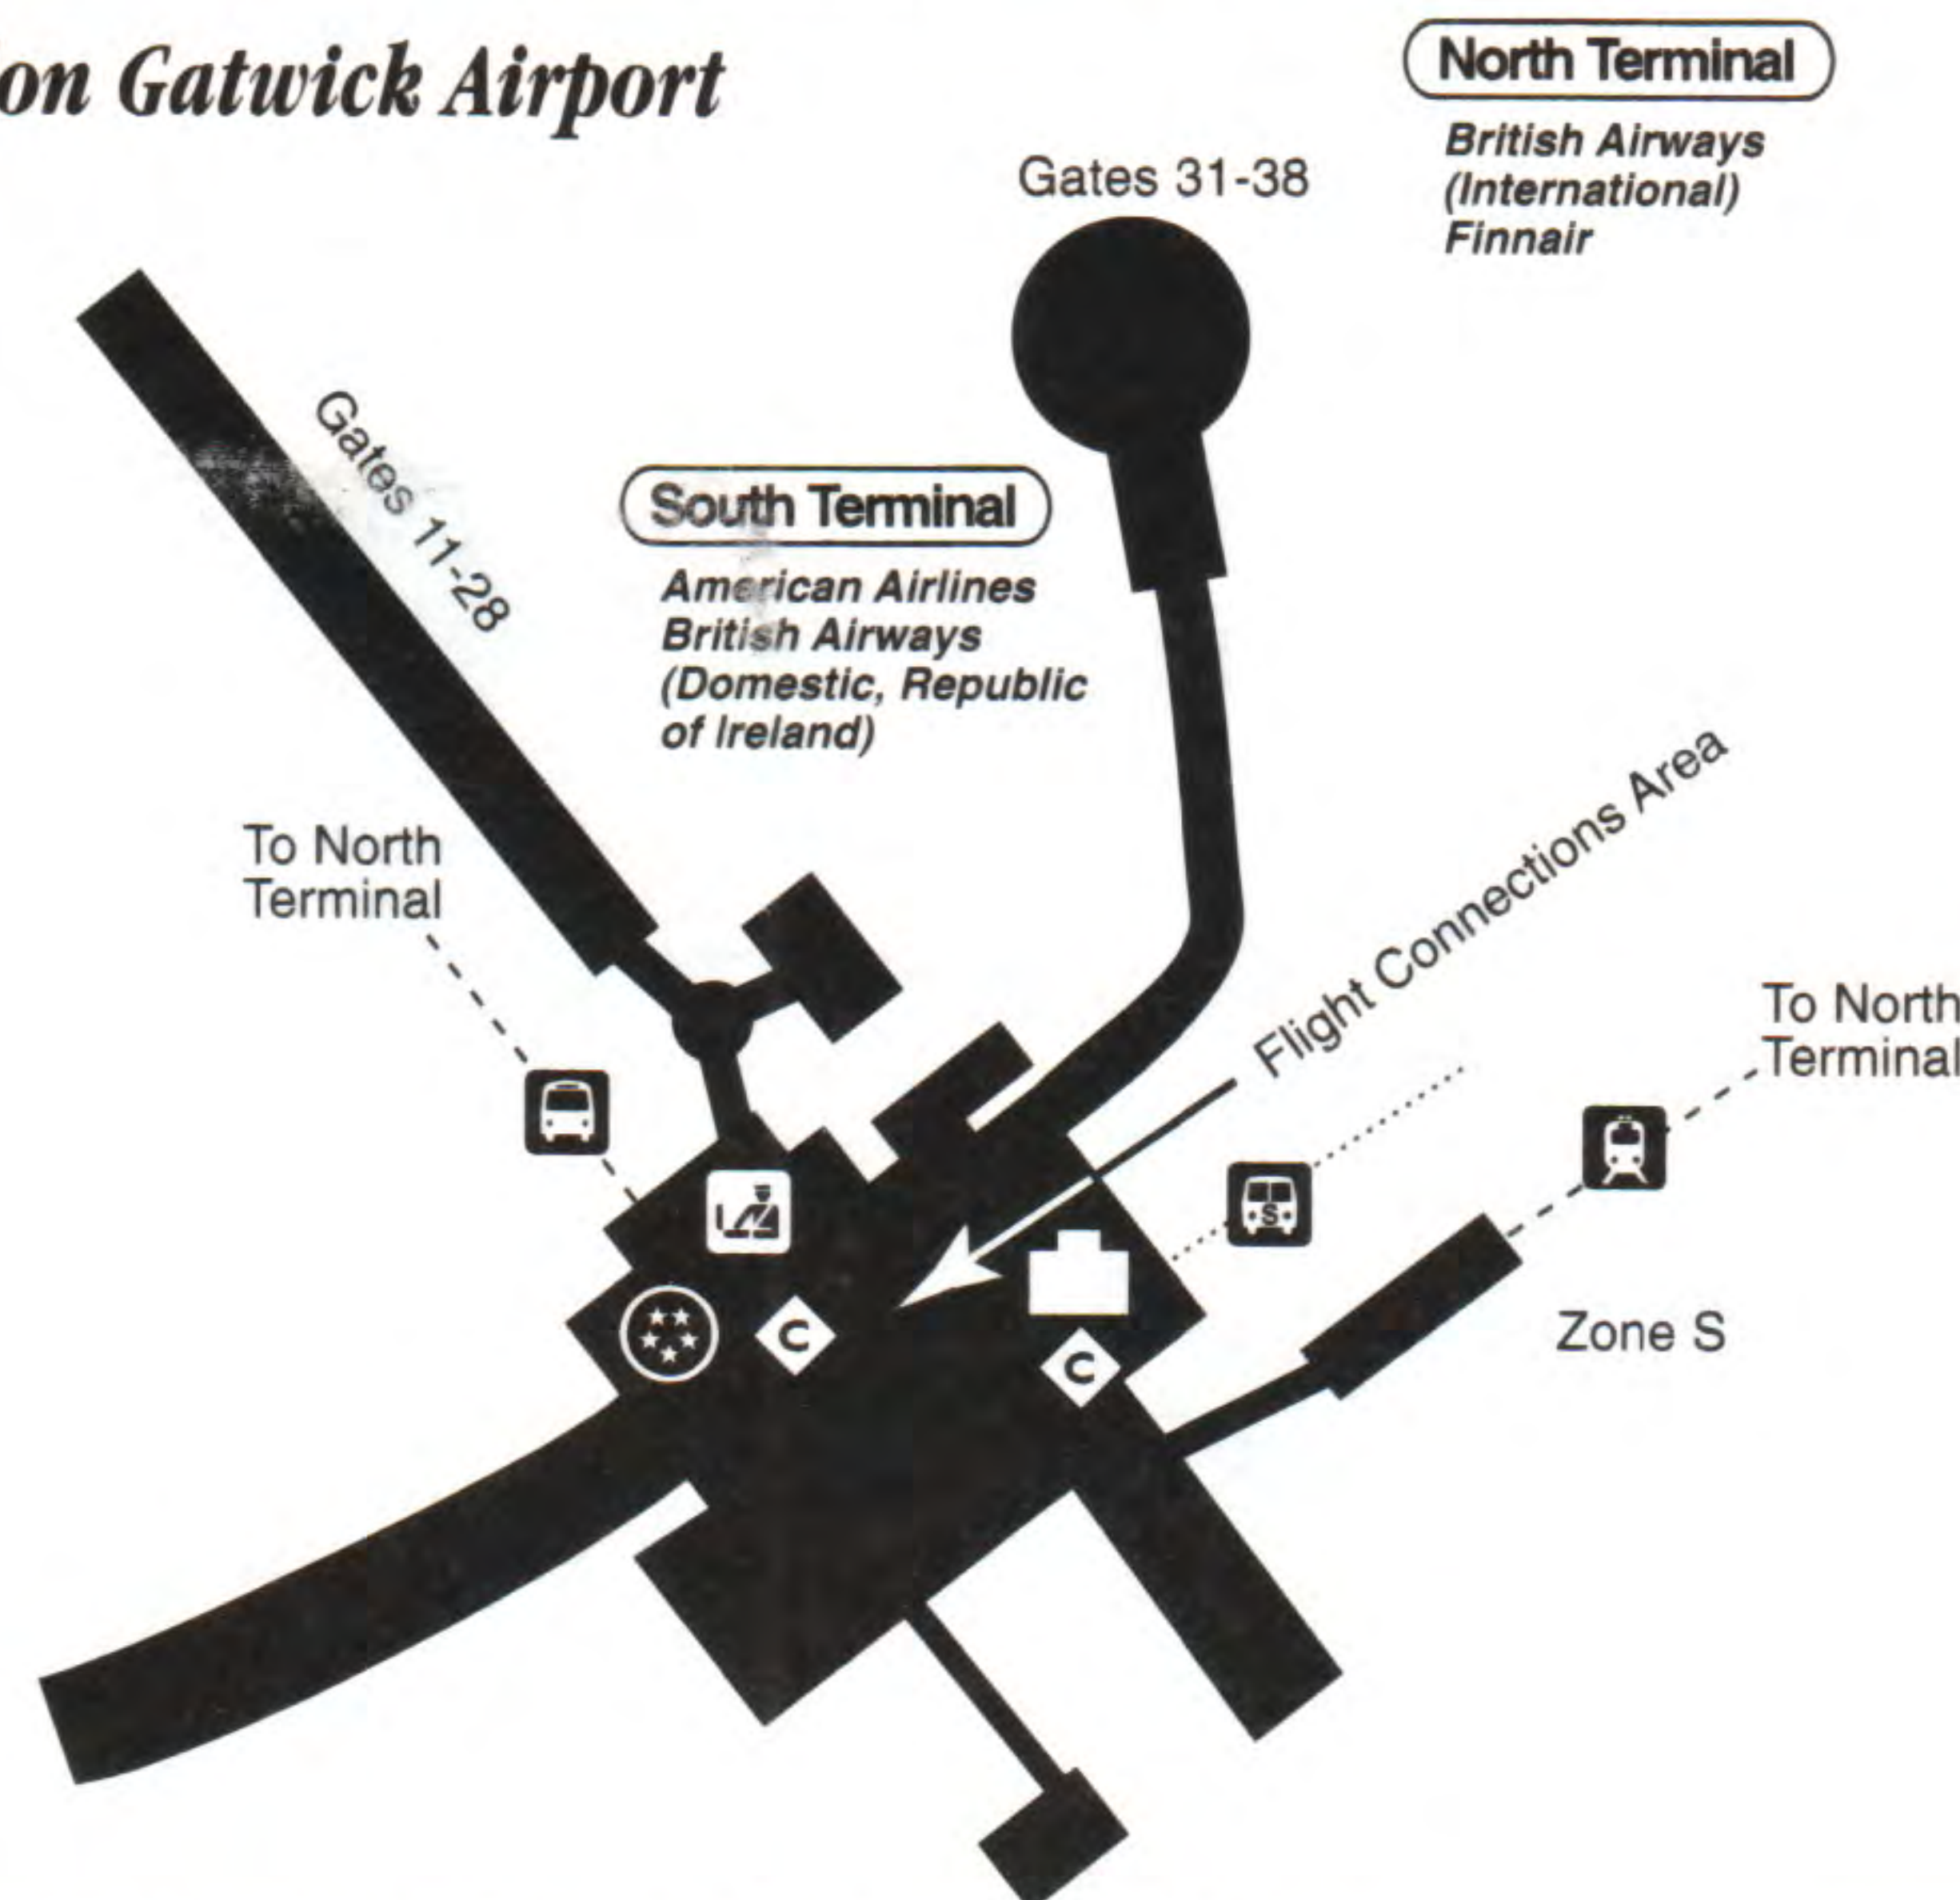 on Gatwick Airport
North Terminal
British Airways
(International)
Finnair
Gates 31-38
Gates 11-28
South Terminal
American Airlines
British Airways
(Domestic, Republic
of Ireland)
To North
Terminal
Flight Connections Area
To North
Terminal
S
Zone S
C
C